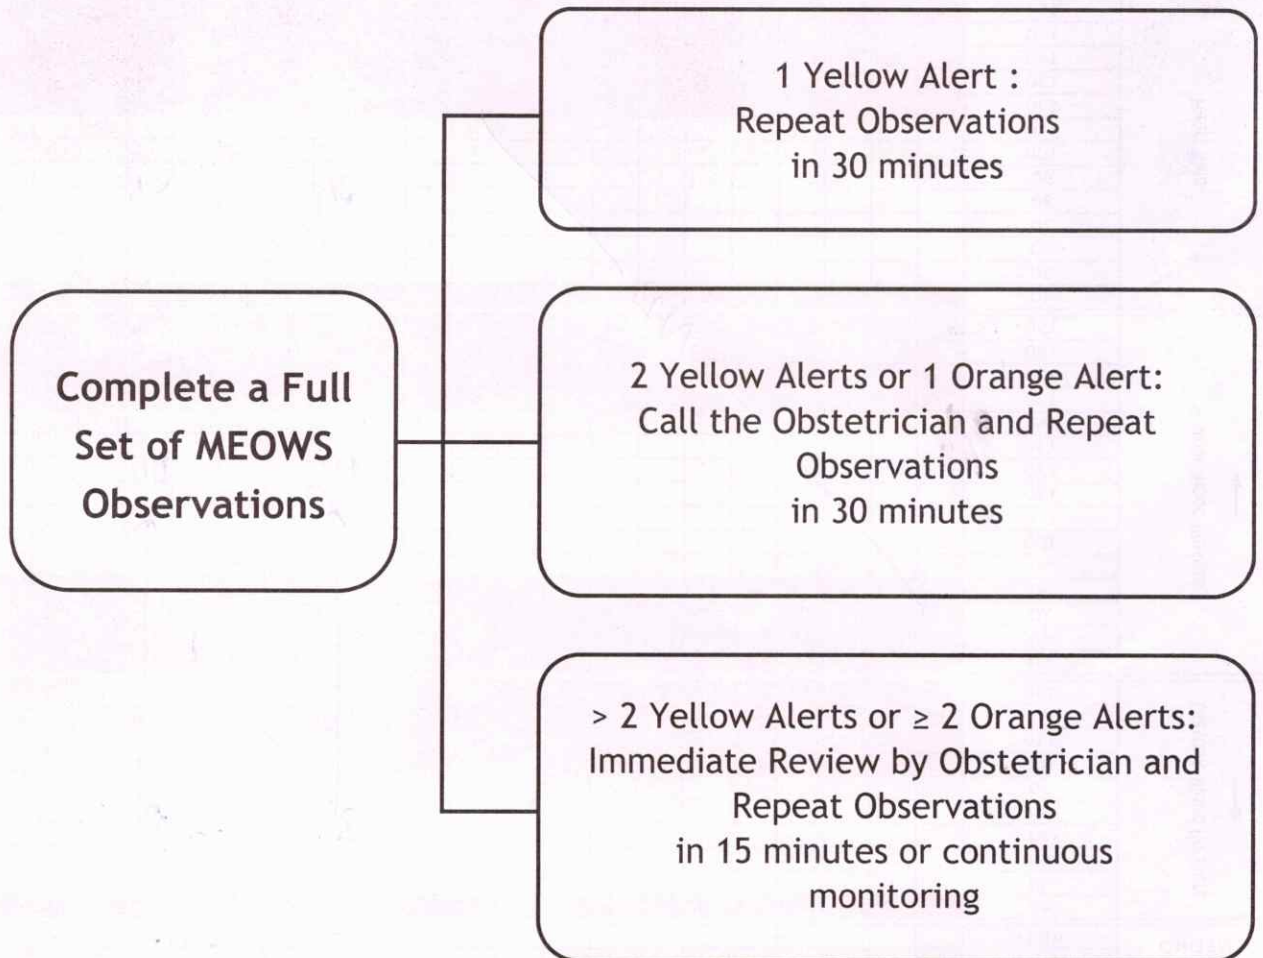 1 Yellow Alert :
Repeat Observations
in 30 minutes
Complete a Full
Set of MEOWS
Observations
2 Yellow Alerts or 1 Orange Alert:
Call the Obstetrician and Repeat
Observations
in 30 minutes
> 2 Yellow Alerts or ≥ 2 Orange Alerts:
Immediate Review by Obstetrician and
Repeat Observations
in 15 minutes or continuous
monitoring